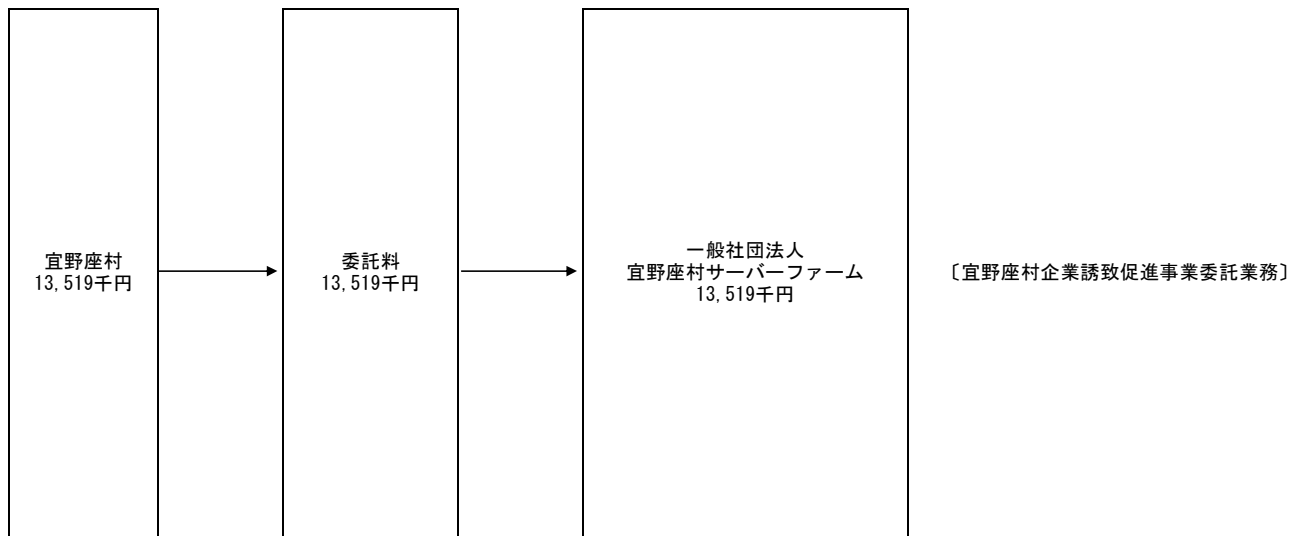 宜野座村
13,519千円
委託料
13,519千円
一般社団法人
宜野座村サーバーファーム
13,519千円
〔宜野座村企業誘致促進事業委託業務〕